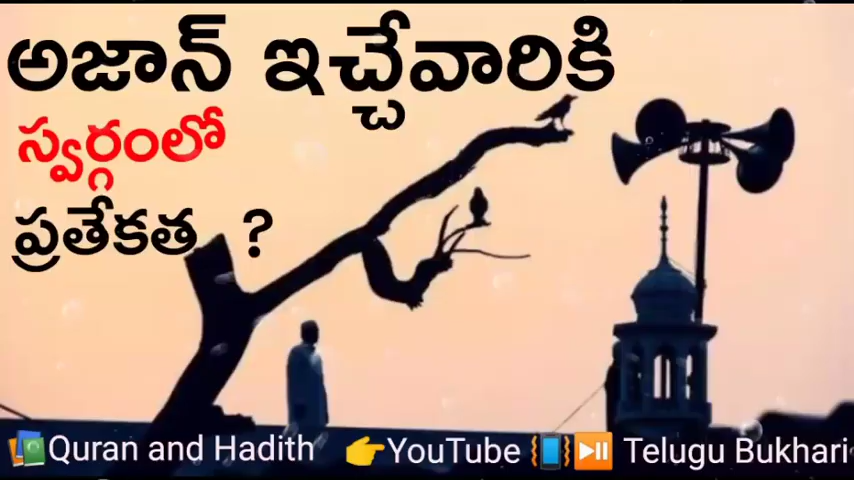 అజాన్ ఇచ్చేవారికి
స్వర్గంలో
ప్రతేకత ?
Quran and Hadith 👉YouTube Telugu Bukhari